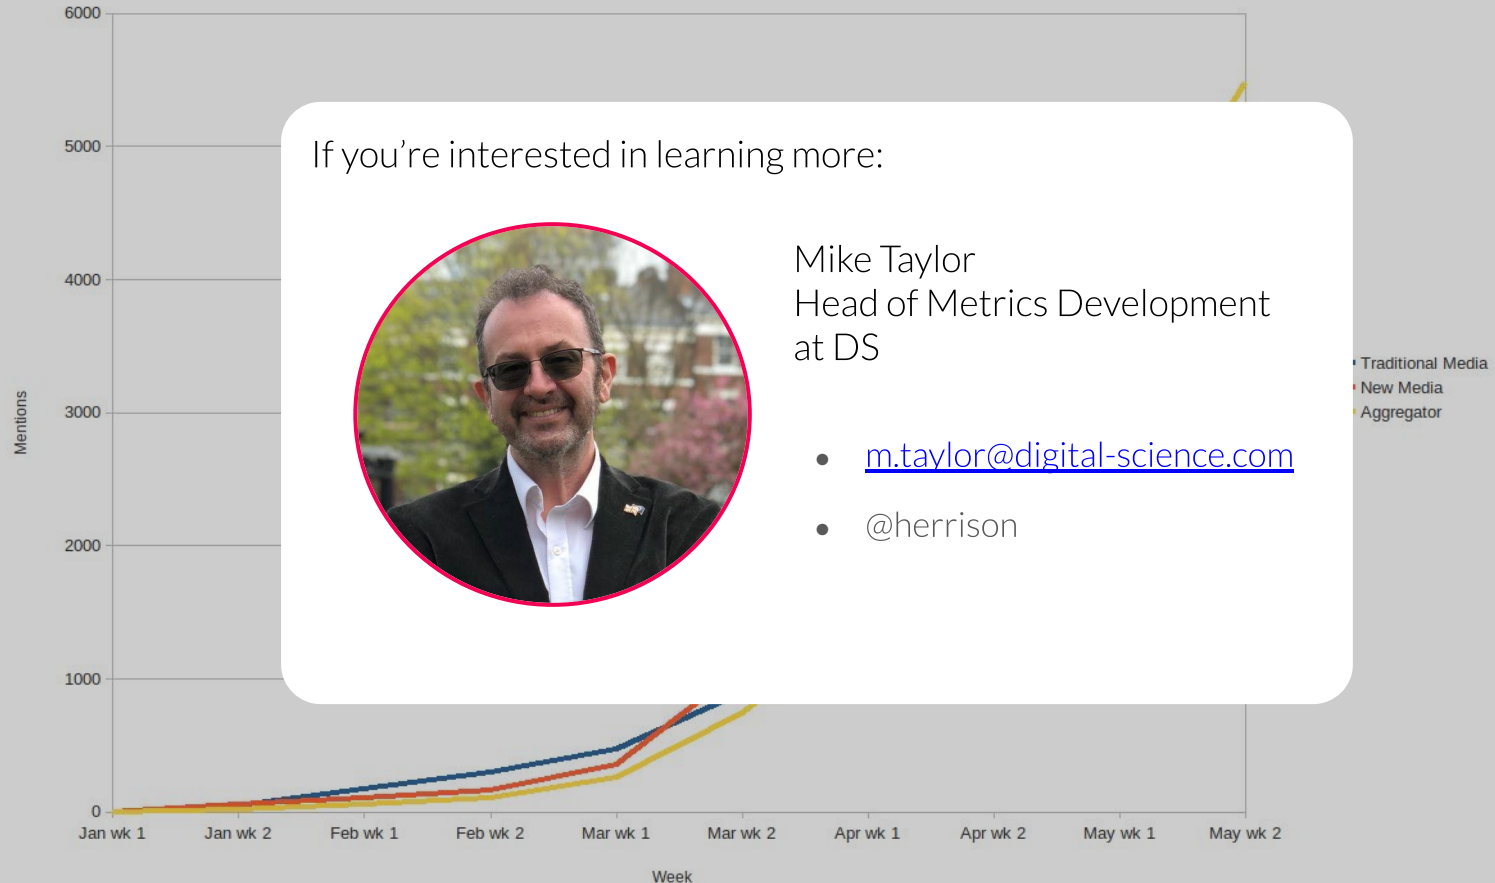 6000
5000
4000
3000
2000
1000
0
Mentions
If you’re interested in learning more:
Mike Taylor
Head of Metrics Development
at DS
● m.taylor@digital-science.com
● @herrison
Traditional Media
New Media
Aggregator
Jan wk 1 Jan wk 2 Feb wk 1 Feb wk 2 Mar wk 1 Mar wk 2 Apr wk 1 Apr wk 2 May wk 1 May wk 2
Week